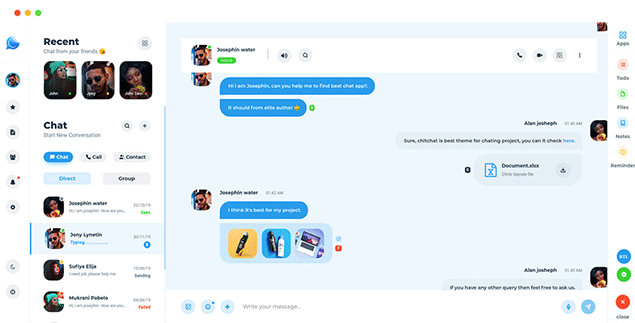 Recent
Chat from your friends 😘
John
Jony
John Deo
Chat
Start New Conversation
Chat
Call
Contact
Direct
Group
Josephin water
22/10/19
Hi, i am josephin. How are you..
Seen
Jony Lynetin
30/11/19
Typing...............
8
Sufiya Elija
15/06/19
I need job, please help me.
Sending
Mukrani Pabelo
04/06/19
Hi, i am josephin. How are you..
Failed
Josephin water
Active
Hi I am Josephin, can you help me to find best chat app?.
It should from elite auther 😁
Alan josheph
01:40 AM
Sure, chitchat is best theme for chating project, you can it check here.
Document.xlsx
Josephin water
01:42 AM
I think it's best for my project.
Alan josheph
01:45 AM
If you have any other query then feel free to ask us.
Write your message...
Apps
Todo
Files
Notes
Reminder
close